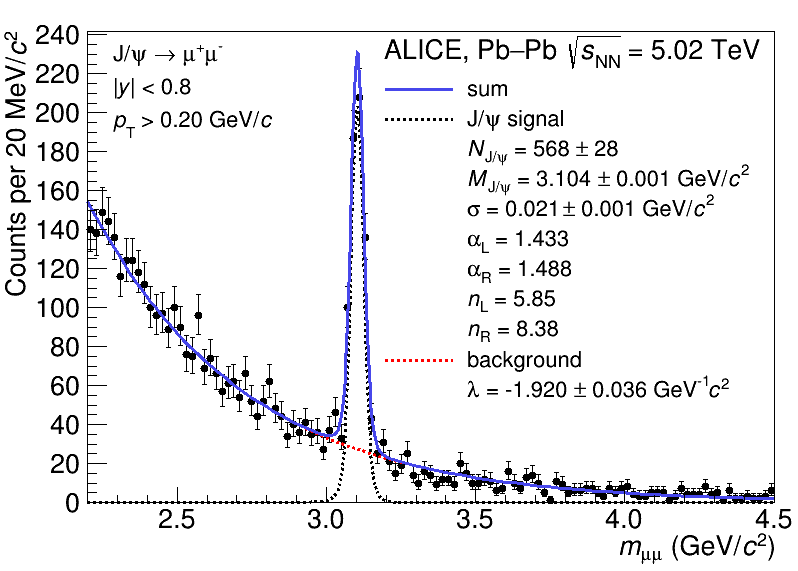 Counts per 20 MeV/c²
240
220
200
180
160
140
120
100
80
60
40
20
0
J/ψ → μ⁺μ⁻
|y| < 0.8
p_T > 0.20 GeV/c
ALICE, Pb–Pb √s_NN = 5.02 TeV
sum
J/ψ signal
N_J/ψ = 568 ± 28
M_J/ψ = 3.104 ± 0.001 GeV/c²
σ = 0.021 ± 0.001 GeV/c²
α_L = 1.433
α_R = 1.488
n_L = 5.85
n_R = 8.38
background
λ = -1.920 ± 0.036 GeV⁻¹c²
2.5 3.0 3.5 4.0 4.5
m_μμ (GeV/c²)